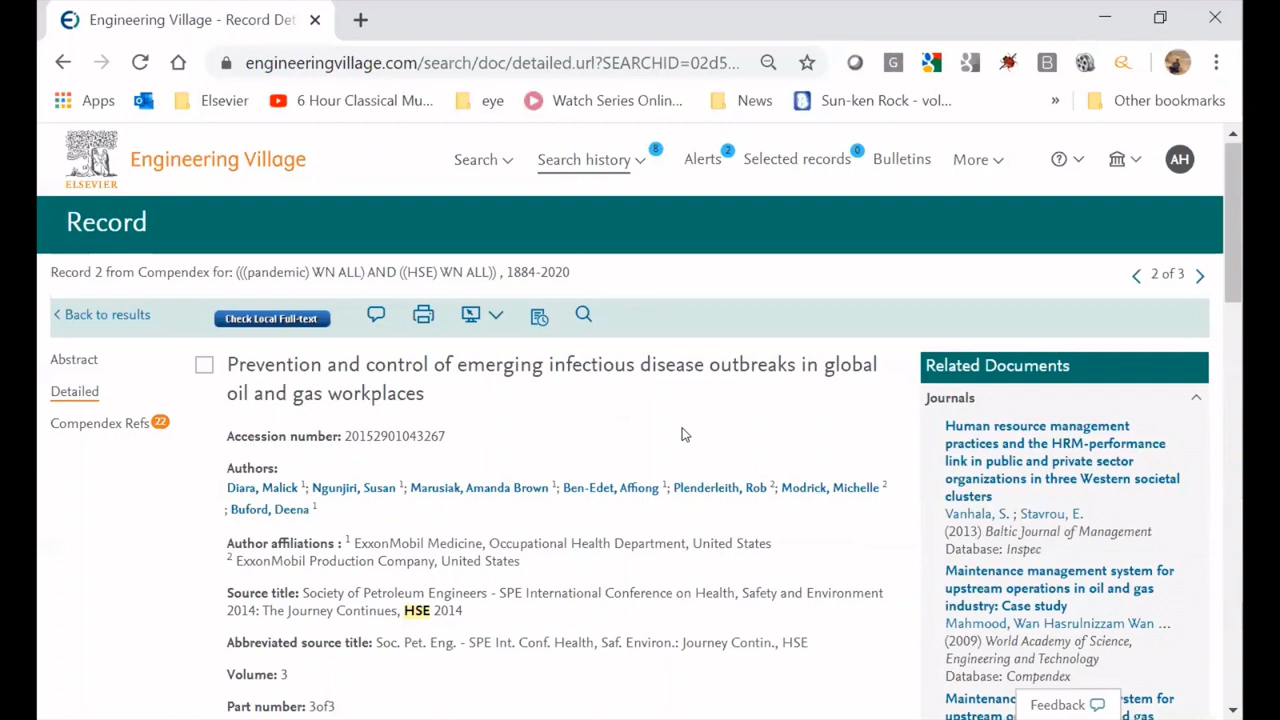 Engineering Village - Record Det
engineeringvillage.com/search/doc/detailed.url?SEARCHID=02d5...
Apps
Elsevier
6 Hour Classical Mu...
eye
Watch Series Onlin...
News
Sun-ken Rock - vol...
»
Other bookmarks
ELSEVIER
Engineering Village
Search
Search history
8
Alerts
2
Selected records
0
Bulletins
More
AH
Record
Record 2 from Compendex for: (((pandemic) WN ALL) AND ((HSE) WN ALL)) , 1884-2020
2 of 3
Back to results
Check Local Full-text
Abstract
Detailed
Compendex Refs 22
Prevention and control of emerging infectious disease outbreaks in global
oil and gas workplaces
Accession number: 20152901043267
Authors:
Diara, Malick 1; Ngunjiri, Susan 1; Marusiak, Amanda Brown 1; Ben-Edet, Affiong 1; Plenderleith, Rob 2; Modrick, Michelle 2
; Buford, Deena 1
Author affiliations : 1 ExxonMobil Medicine, Occupational Health Department, United States
2 ExxonMobil Production Company, United States
Source title: Society of Petroleum Engineers - SPE International Conference on Health, Safety and Environment
2014: The Journey Continues, HSE 2014
Abbreviated source title: Soc. Pet. Eng. - SPE Int. Conf. Health, Saf. Environ.: Journey Contin., HSE
Volume: 3
Part number: 3of3
Related Documents
Journals
Human resource management
practices and the HRM-performance
link in public and private sector
organizations in three Western societal
clusters
Vanhala, S. ; Stavrou, E.
(2013) Baltic Journal of Management
Database: Inspec
Maintenance management system for
upstream operations in oil and gas
industry: Case study
Mahmood, Wan Hasrulnizzam Wan ...
(2009) World Academy of Science,
Engineering and Technology
Database: Compendex
Feedback